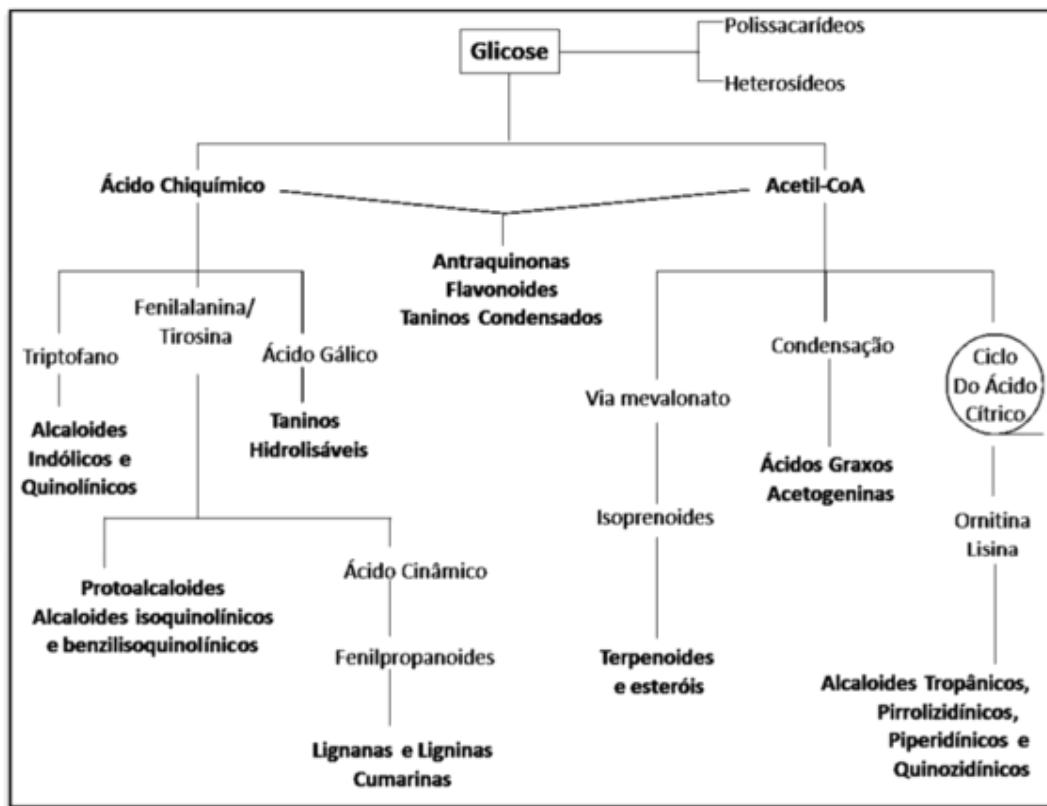 Glicose
Polissacarídeos
Heterosídeos
Ácido Chiquímico
Acetil-CoA
Antraquinonas
Flavonoides
Taninos Condensados
Triptofano
Fenilalanina/
Tirosina
Ácido Gálico
Alcaloides
Indólicos e
Quinolínicos
Taninos
Hidrolisáveis
Protoalcaloides
Alcaloides isoquinolínicos
e benzilisoquinolínicos
Ácido Cinâmico
Fenilpropanoides
Lignanas e Ligninas
Cumarinas
Via mevalonato
Isoprenoides
Terpenoides
e esteróis
Condensação
Ácidos Graxos
Acetogeninas
Ciclo
Do Ácido
Cítrico
Ornitina
Lisina
Alcaloides Tropânicos,
Pirrolizidínicos,
Piperidínicos e
Quinozidínicos